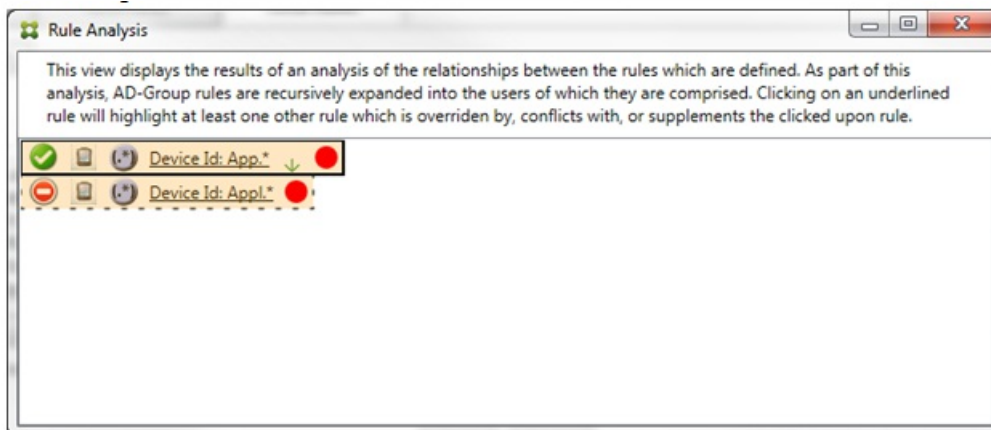 Rule Analysis
This view displays the results of an analysis of the relationships between the rules which are defined. As part of this
analysis, AD-Group rules are recursively expanded into the users of which they are comprised. Clicking on an underlined
rule will highlight at least one other rule which is overriden by, conflicts with, or supplements the clicked upon rule.
(.*) Device Id: App.*
(.*) Device Id: Appl.*